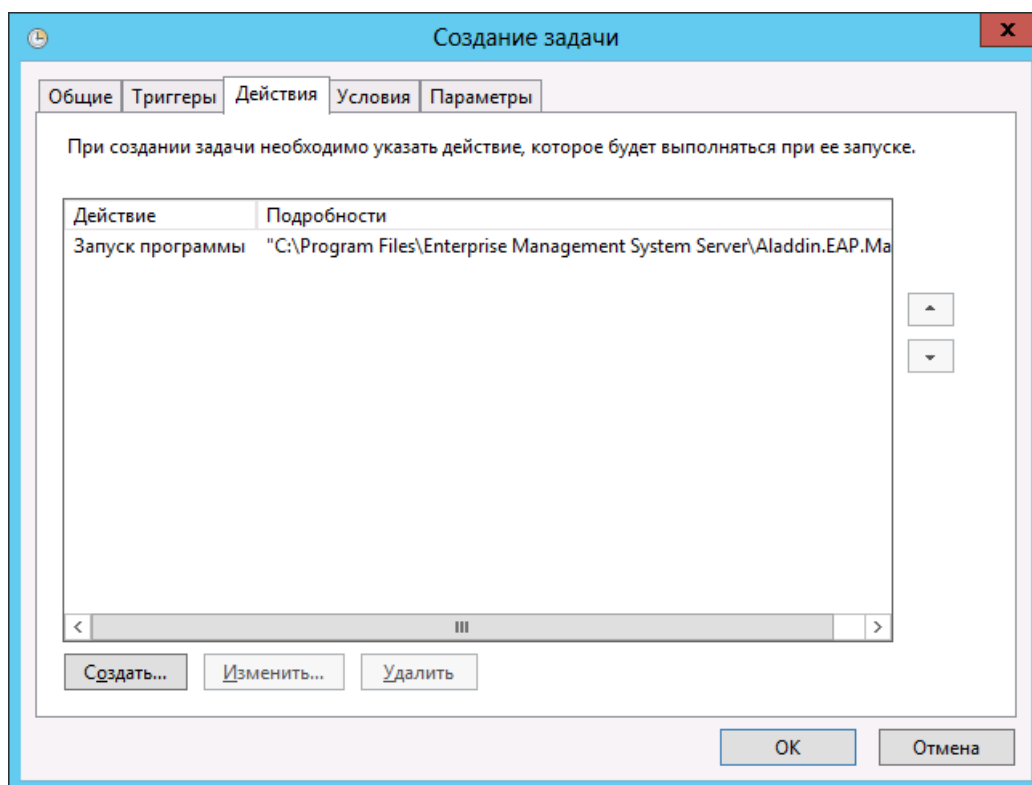 Создание задачи
x
Общие Триггеры Действия Условия Параметры
При создании задачи необходимо указать действие, которое будет выполняться при ее запуске.
Действие Подробности
Запуск программы "C:\Program Files\Enterprise Management System Server\Aladdin.EAP.Ma
Создать... Изменить... Удалить
ОК Отмена